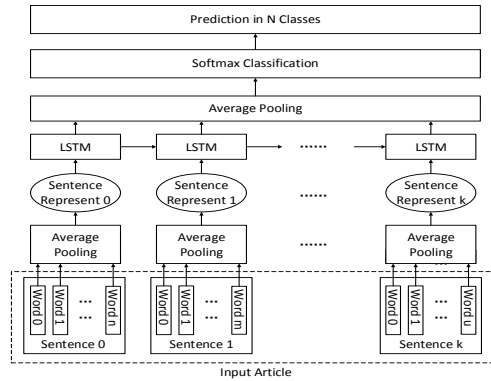 Prediction in N Classes
Softmax Classification
Average Pooling
LSTM LSTM ...... LSTM
Sentence Represent 0
Sentence Represent 1
......
Sentence Represent k
Average Pooling
Average Pooling
......
Average Pooling
Word 0 Word 1 ... ... Word n
Word 0 Word 1 ... ... Word m
Word 0 Word 1 ... ... Word u
Sentence 0 Sentence 1 Sentence k
Input Article